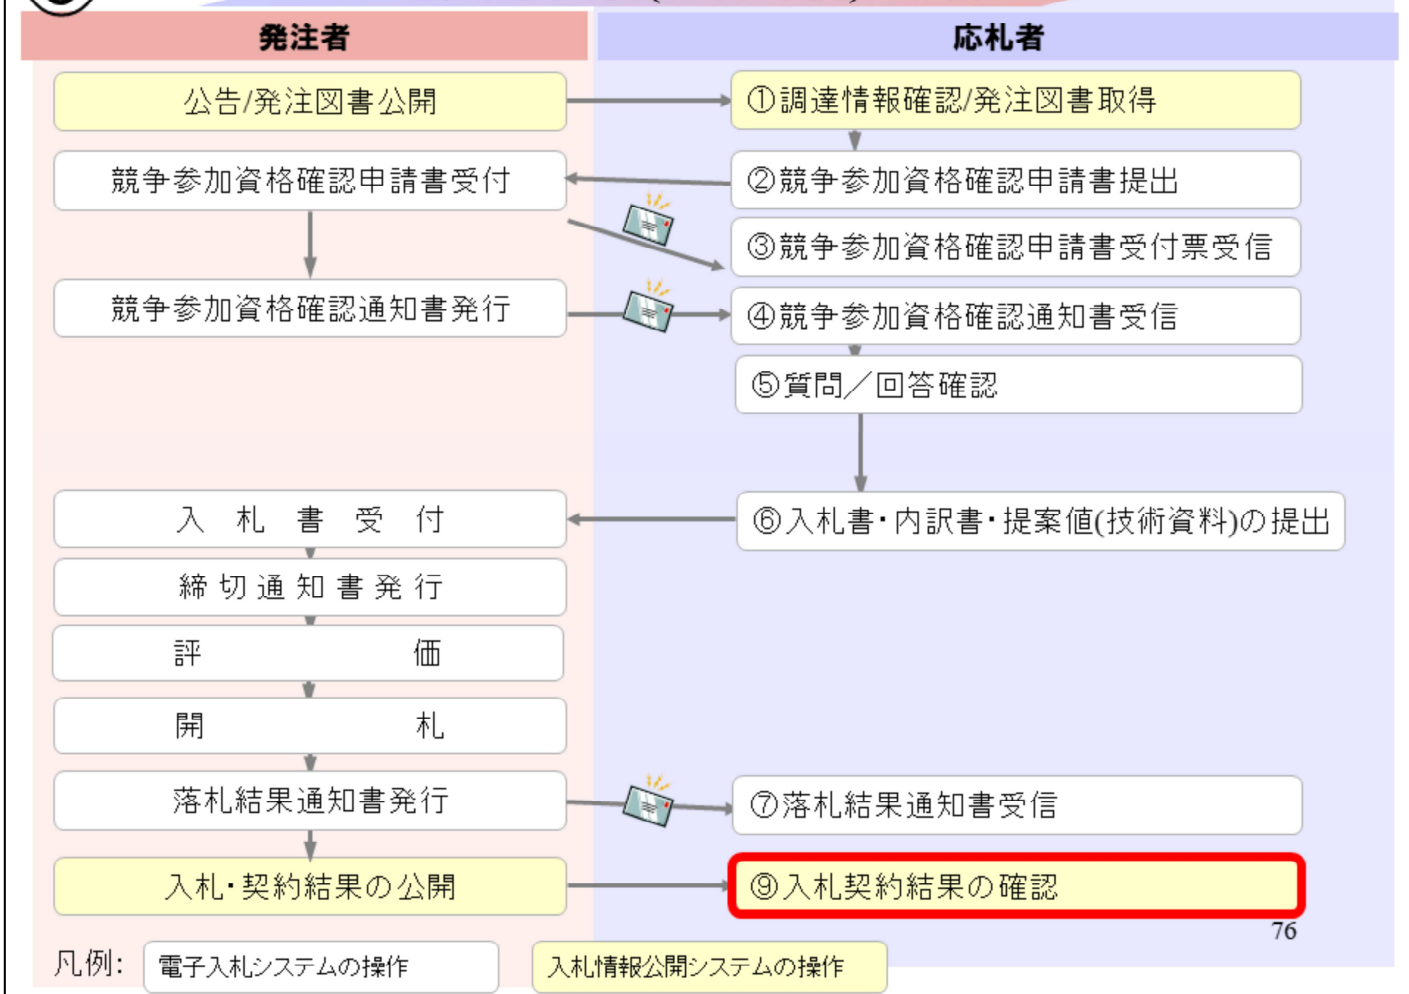 発注者
応札者
公告/発注図書公開
①調達情報確認/発注図書取得
競争参加資格確認申請書受付
②競争参加資格確認申請書提出
③競争参加資格確認申請書受付票受信
競争参加資格確認通知書発行
④競争参加資格確認通知書受信
⑤質問／回答確認
入札書受付
⑥入札書・内訳書・提案値(技術資料)の提出
締切通知書発行
評価
開札
落札結果通知書発行
⑦落札結果通知書受信
入札・契約結果の公開
⑨入札契約結果の確認
76
凡例:
電子入札システムの操作
入札情報公開システムの操作